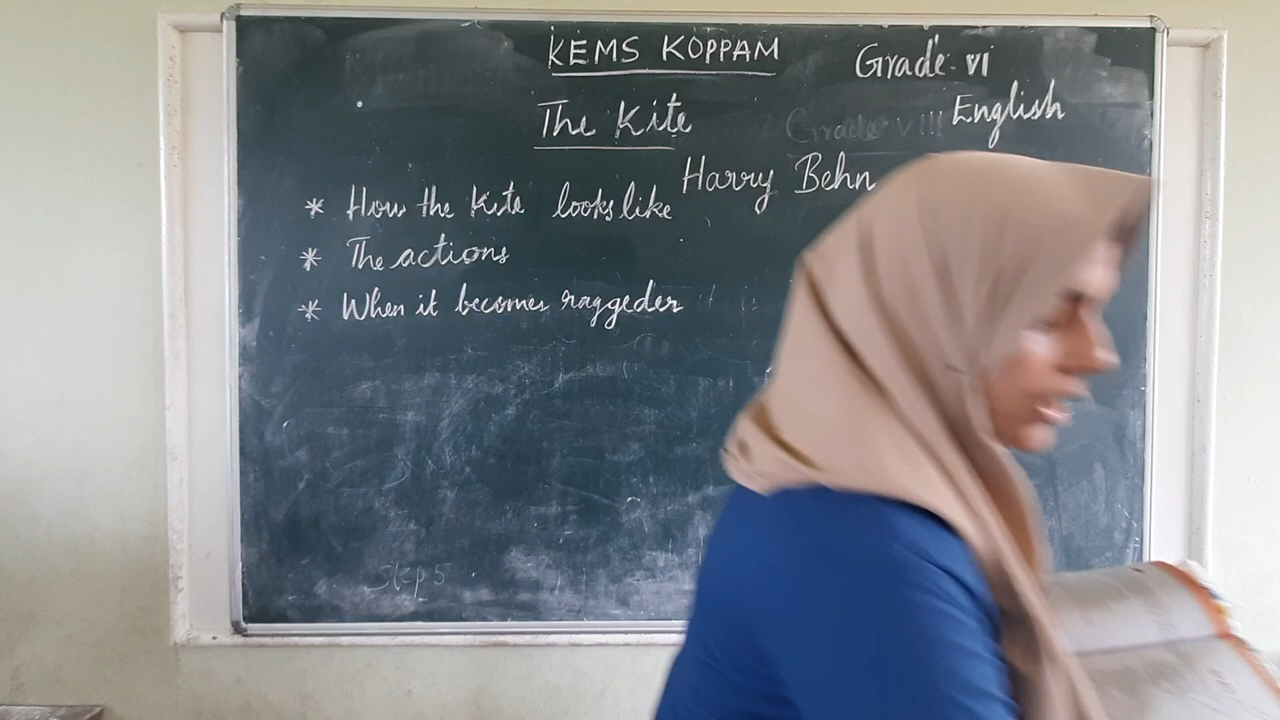 KEMS KOPPAM
Grade VI
The Kite
English
Grade VIII
Harry Behn
* How the Kite looks like
* The actions
* When it becomes raggeder
Step 5